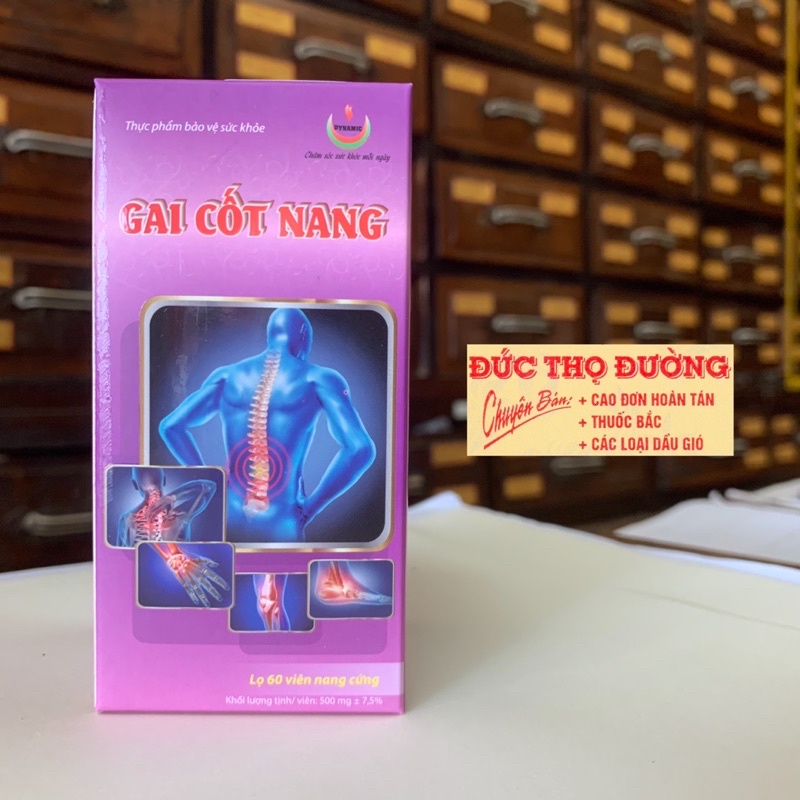 Thực phẩm bảo vệ sức khỏe
DYNAMIC
Chăm sóc sức khỏe mỗi ngày
GAI CỐT NANG
Lọ 60 viên nang cứng
Khối lượng tịnh/ viên: 500 mg ± 7,5%
ĐỨC THỌ ĐƯỜNG
Chuyên Bán: + CAO ĐƠN HOÀN TÁN
+ THUỐC BẮC
+ CÁC LOẠI DẦU GIÓ